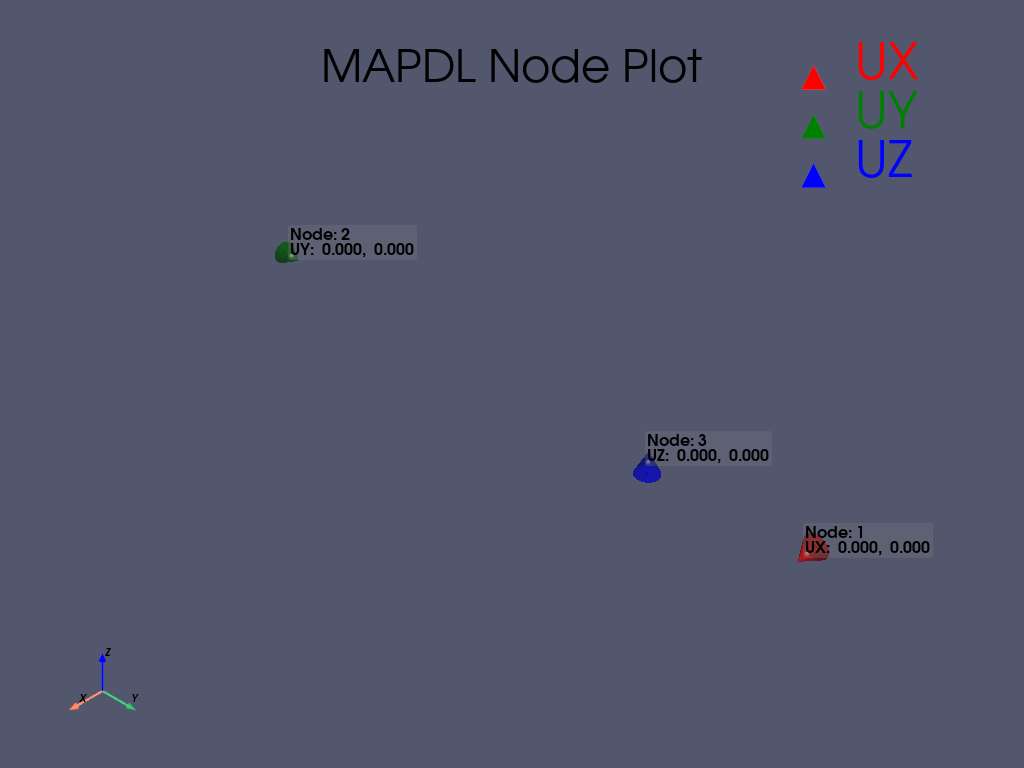 MAPDL Node Plot
UX
UY
UZ
Node: 2
UY: 0.000, 0.000
Node: 3
UZ: 0.000, 0.000
Node: 1
UX: 0.000, 0.000
Z
X
Y